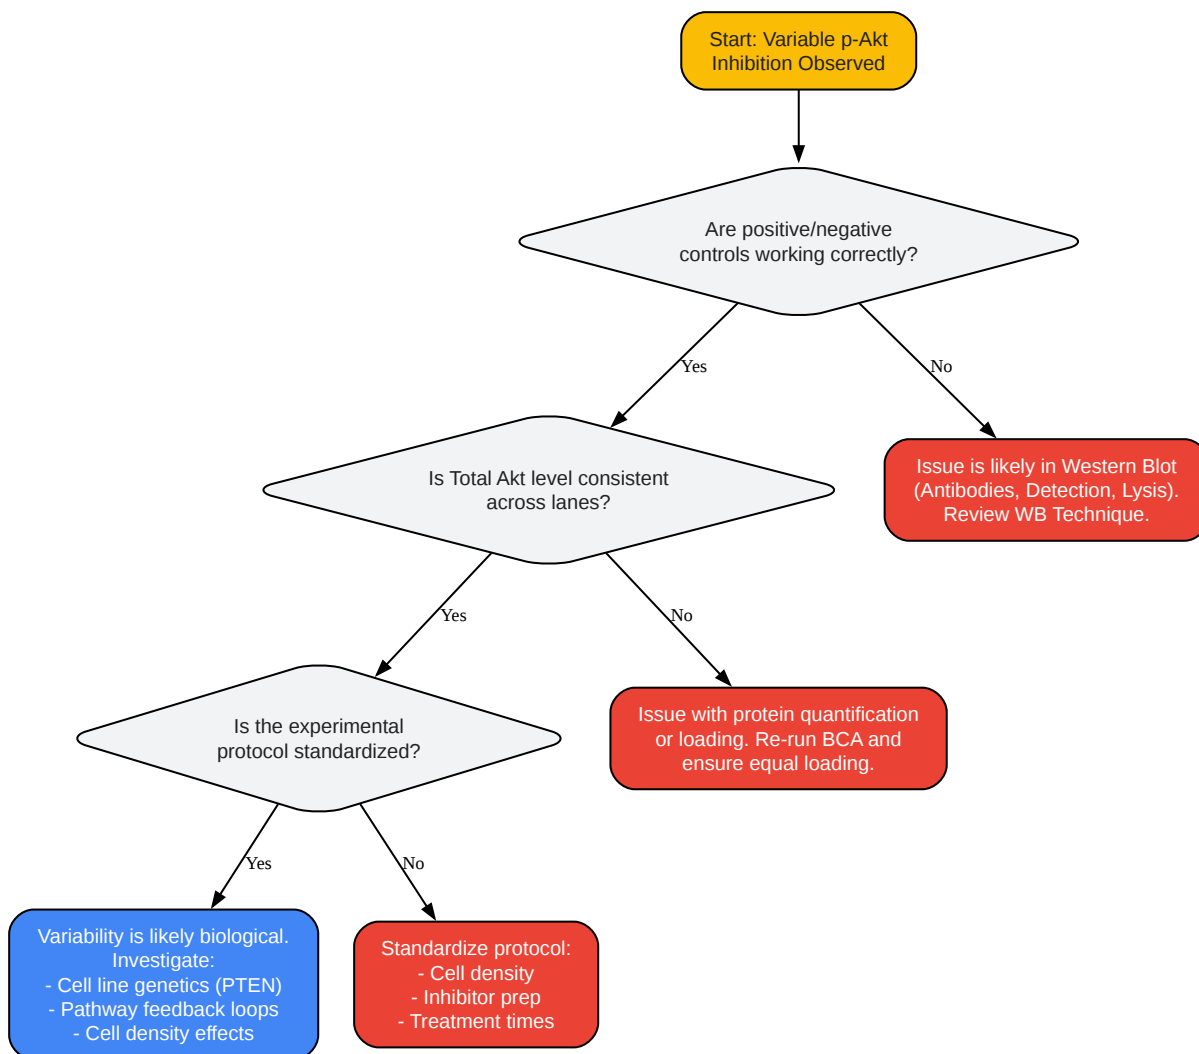 Start: Variable p-Akt
Inhibition Observed
Are positive/negative
controls working correctly?
Yes
No
Is Total Akt level consistent
across lanes?
Issue is likely in Western Blot
(Antibodies, Detection, Lysis).
Review WB Technique.
Yes
No
Is the experimental
protocol standardized?
Issue with protein quantification
or loading. Re-run BCA and
ensure equal loading.
Yes
No
Variability is likely biological.
Investigate:
- Cell line genetics (PTEN)
- Pathway feedback loops
- Cell density effects
Standardize protocol:
- Cell density
- Inhibitor prep
- Treatment times